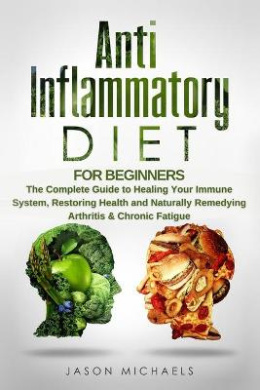 Anti
Inflammatory
DIET
FOR BEGINNERS
The Complete Guide to Healing Your Immune
System, Restoring Health and Naturally Remedying
Arthritis & Chronic Fatigue
JASON MICHAELS